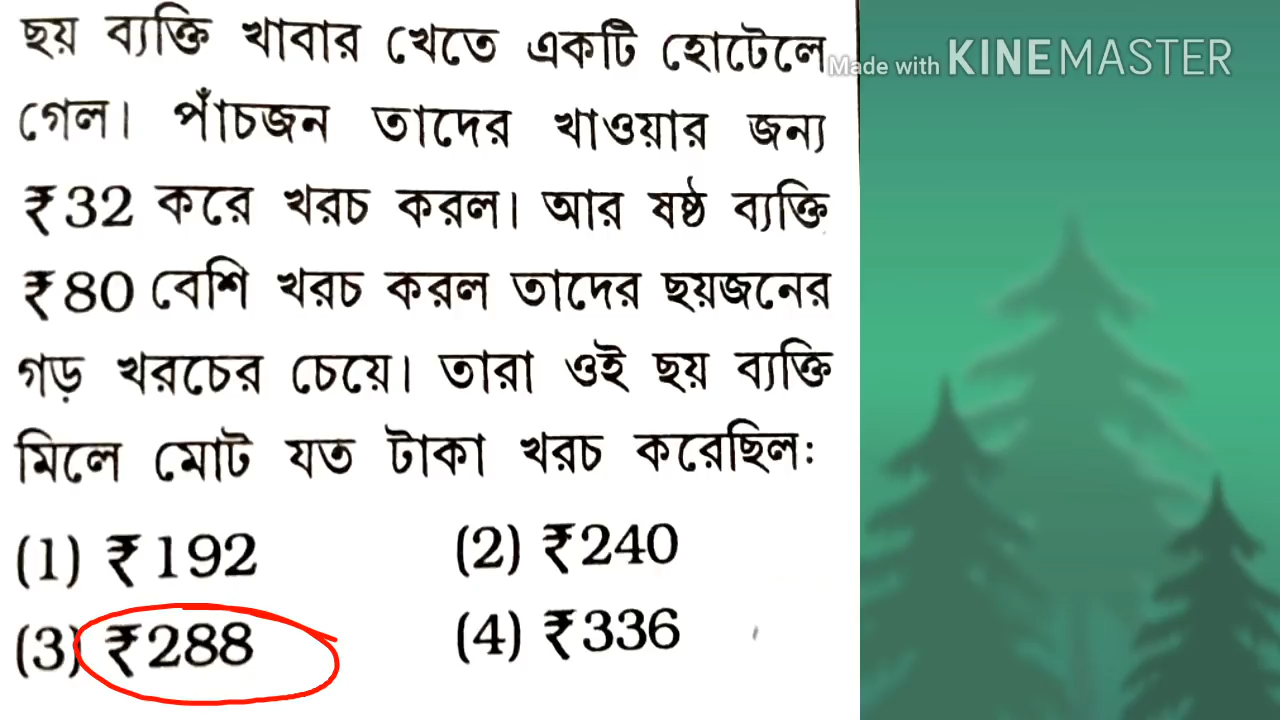 ছয় ব্যক্তি খাবার খেতে একটি হোটেলে
Made with KINEMASTER
গেল। পাঁচজন তাদের খাওয়ার জন্য
₹32 করে খরচ করল। আর ষষ্ঠ ব্যক্তি
₹80 বেশি খরচ করল তাদের ছয়জনের
গড় খরচের চেয়ে। তারা ওই ছয় ব্যক্তি
মিলে মোট যত টাকা খরচ করেছিল:
(1) ₹192 (2) ₹240
(3) ₹288 (4) ₹336